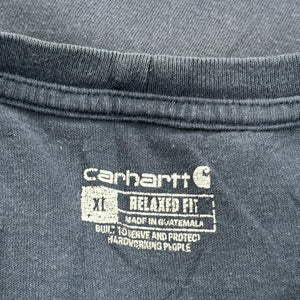 carhartt
XL RELAXED FIT
MADE IN GUATEMALA
BUILT TO SERVE AND PROTECT
HARDWORKING PEOPLE